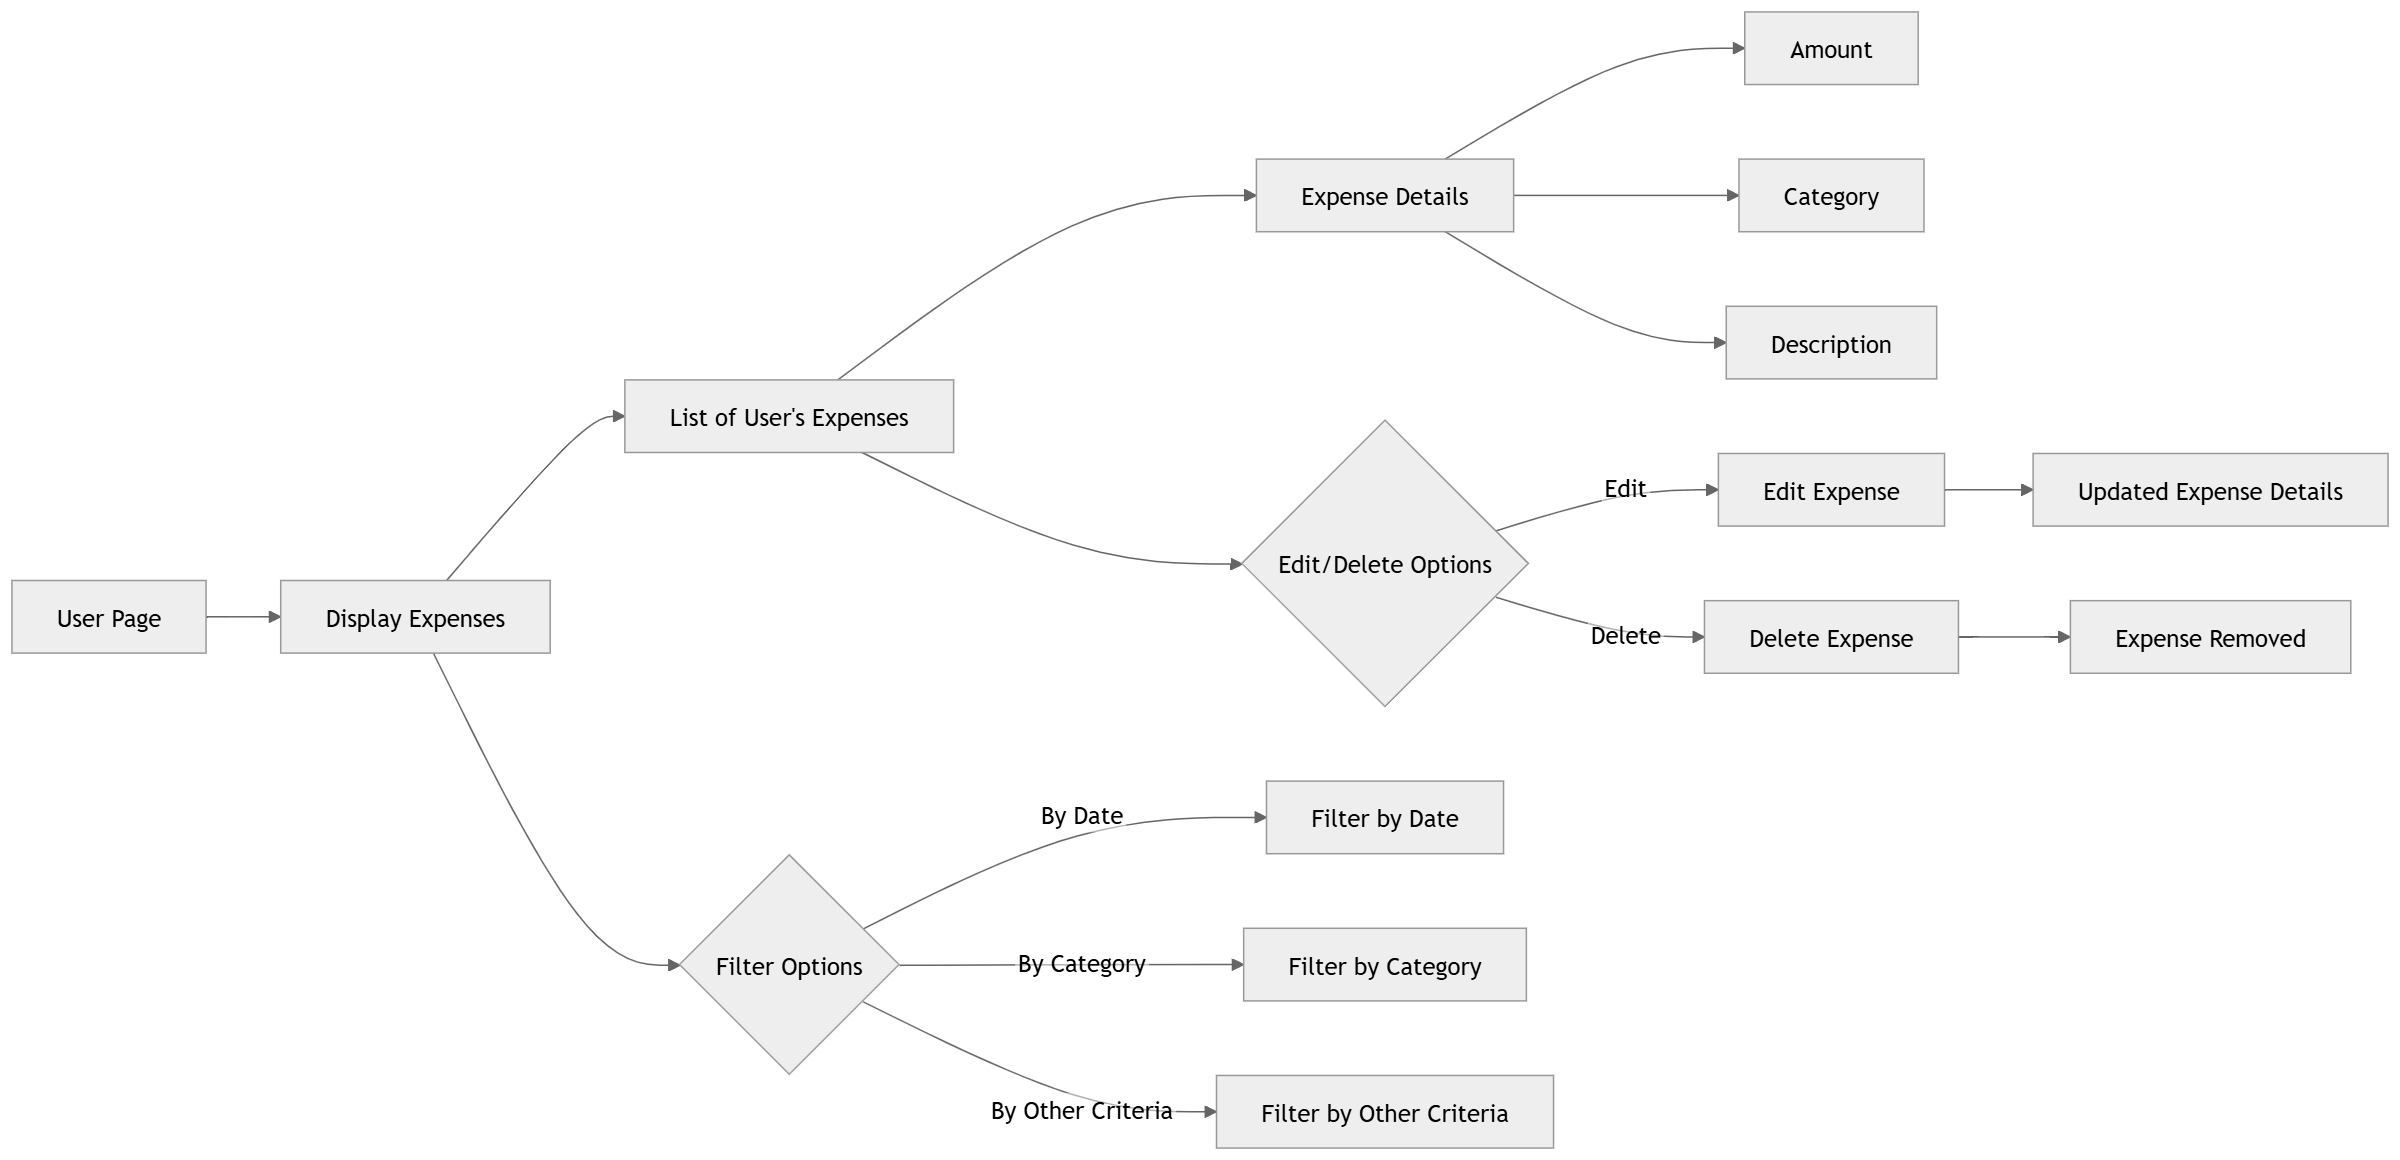 Amount
Expense Details
Category
Description
List of User's Expenses
Edit/Delete Options
Edit
Edit Expense
Updated Expense Details
User Page
Display Expenses
Delete
Delete Expense
Expense Removed
By Date
Filter by Date
Filter Options
By Category
Filter by Category
By Other Criteria
Filter by Other Criteria